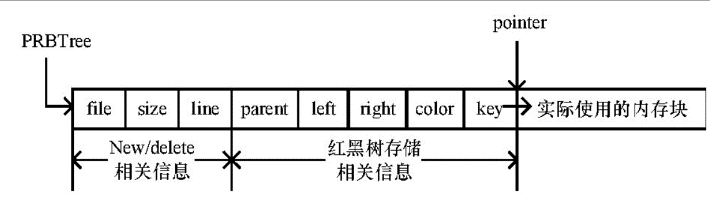 pointer
PRBTree
file size line parent left right color key 实际使用的内存块
New/delete
相关信息
红黑树存储
相关信息